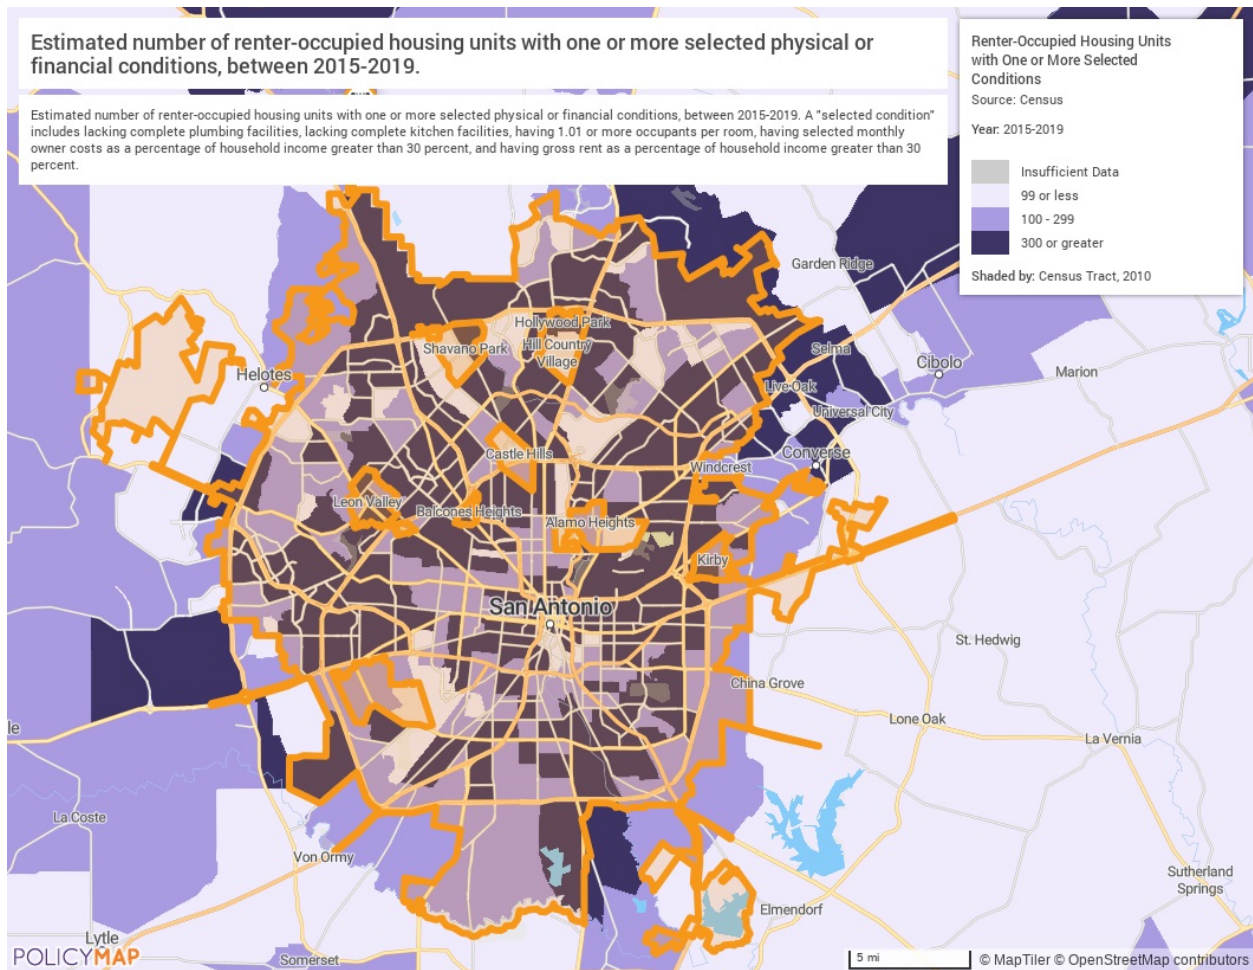 Estimated number of renter-occupied housing units with one or more selected physical or
financial conditions, between 2015-2019.
Estimated number of renter-occupied housing units with one or more selected physical or financial conditions, between 2015-2019. A "selected condition"
includes lacking complete plumbing facilities, lacking complete kitchen facilities, having 1.01 or more occupants per room, having selected monthly
owner costs as a percentage of household income greater than 30 percent, and having gross rent as a percentage of household income greater than 30
percent.
Renter-Occupied Housing Units
with One or More Selected
Conditions
Source: Census
Year: 2015-2019
Insufficient Data
99 or less
100 - 299
300 or greater
Shaded by: Census Tract, 2010
Garden Ridge
Hollywood Park
Shavano Park
Hill Country
Village
Selma
Cibolo
Marion
Helotes
Live Oak
Universal City
Castle Hills
Windcrest
Converse
Leon Valley
Balcones Heights
Alamo Heights
Kirby
San Antonio
St. Hedwig
China Grove
Lone Oak
le
La Vernia
La Coste
Von Ormy
Sutherland
Springs
Elmendorf
Lytle
Somerset
POLICYMAP
5 mi
© MapTiler © OpenStreetMap contributors